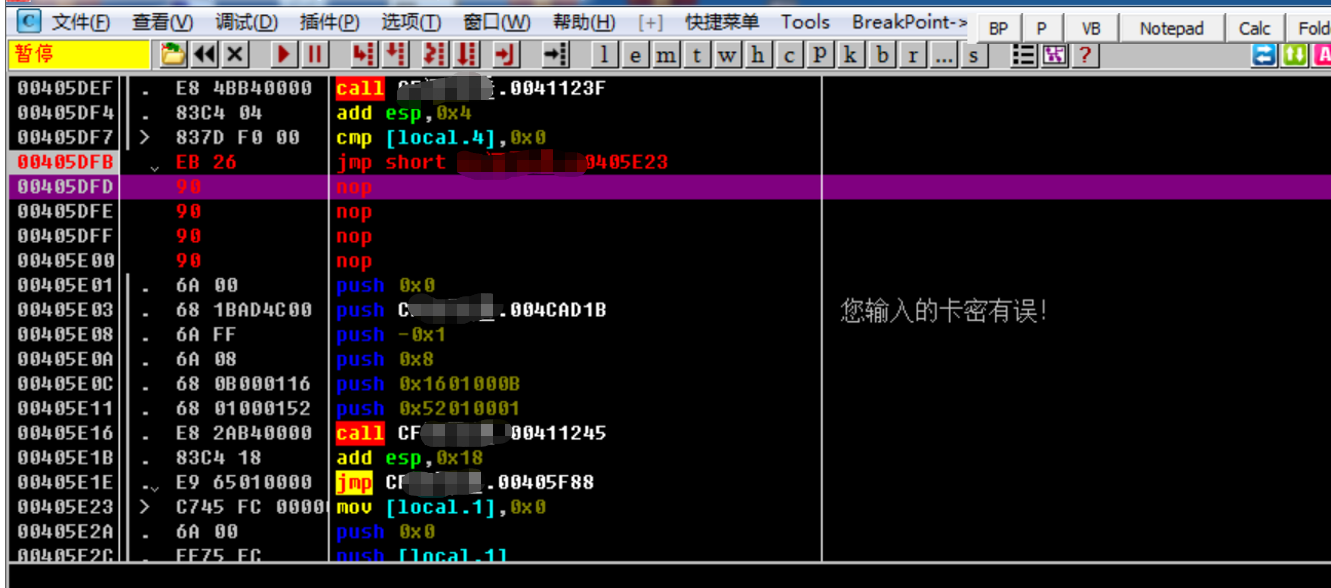 C 文件(F) 查看(V) 调试(D) 插件(P) 选项(T) 窗口(W) 帮助(H) [+] 快捷菜单 Tools BreakPoint-> BP P VB Notepad Calc Fold
暂停 l e m t w h c P k b r ... s ?
00405DEF . E8 4BB40000 call .0041123F
00405DF4 . 83C4 04 add esp,0x4
00405DF7 > 837D F0 00 cmp [local.4],0x0
00405DFB EB 26 jmp short 0405E23
00405DFD 90 nop
00405DFE 90 nop
00405DFF 90 nop
00405E00 90 nop
00405E01 . 6A 00 push 0x0
00405E03 . 68 1BAD4C00 push C .004CAD1B 您输入的卡密有误!
00405E08 . 6A FF push -0x1
00405E0A . 6A 08 push 0x8
00405E0C . 68 0B000116 push 0x1601000B
00405E11 . 68 01000152 push 0x52010001
00405E16 . E8 2AB40000 call CF 00411245
00405E1B . 83C4 18 add esp,0x18
00405E1E . E9 65010000 jmp CF .00405F88
00405E23 > C745 FC 0000 mov [local.1],0x0
00405E2A . 6A 00 push 0x0
00405E2C . FF75 FC push [local.1]